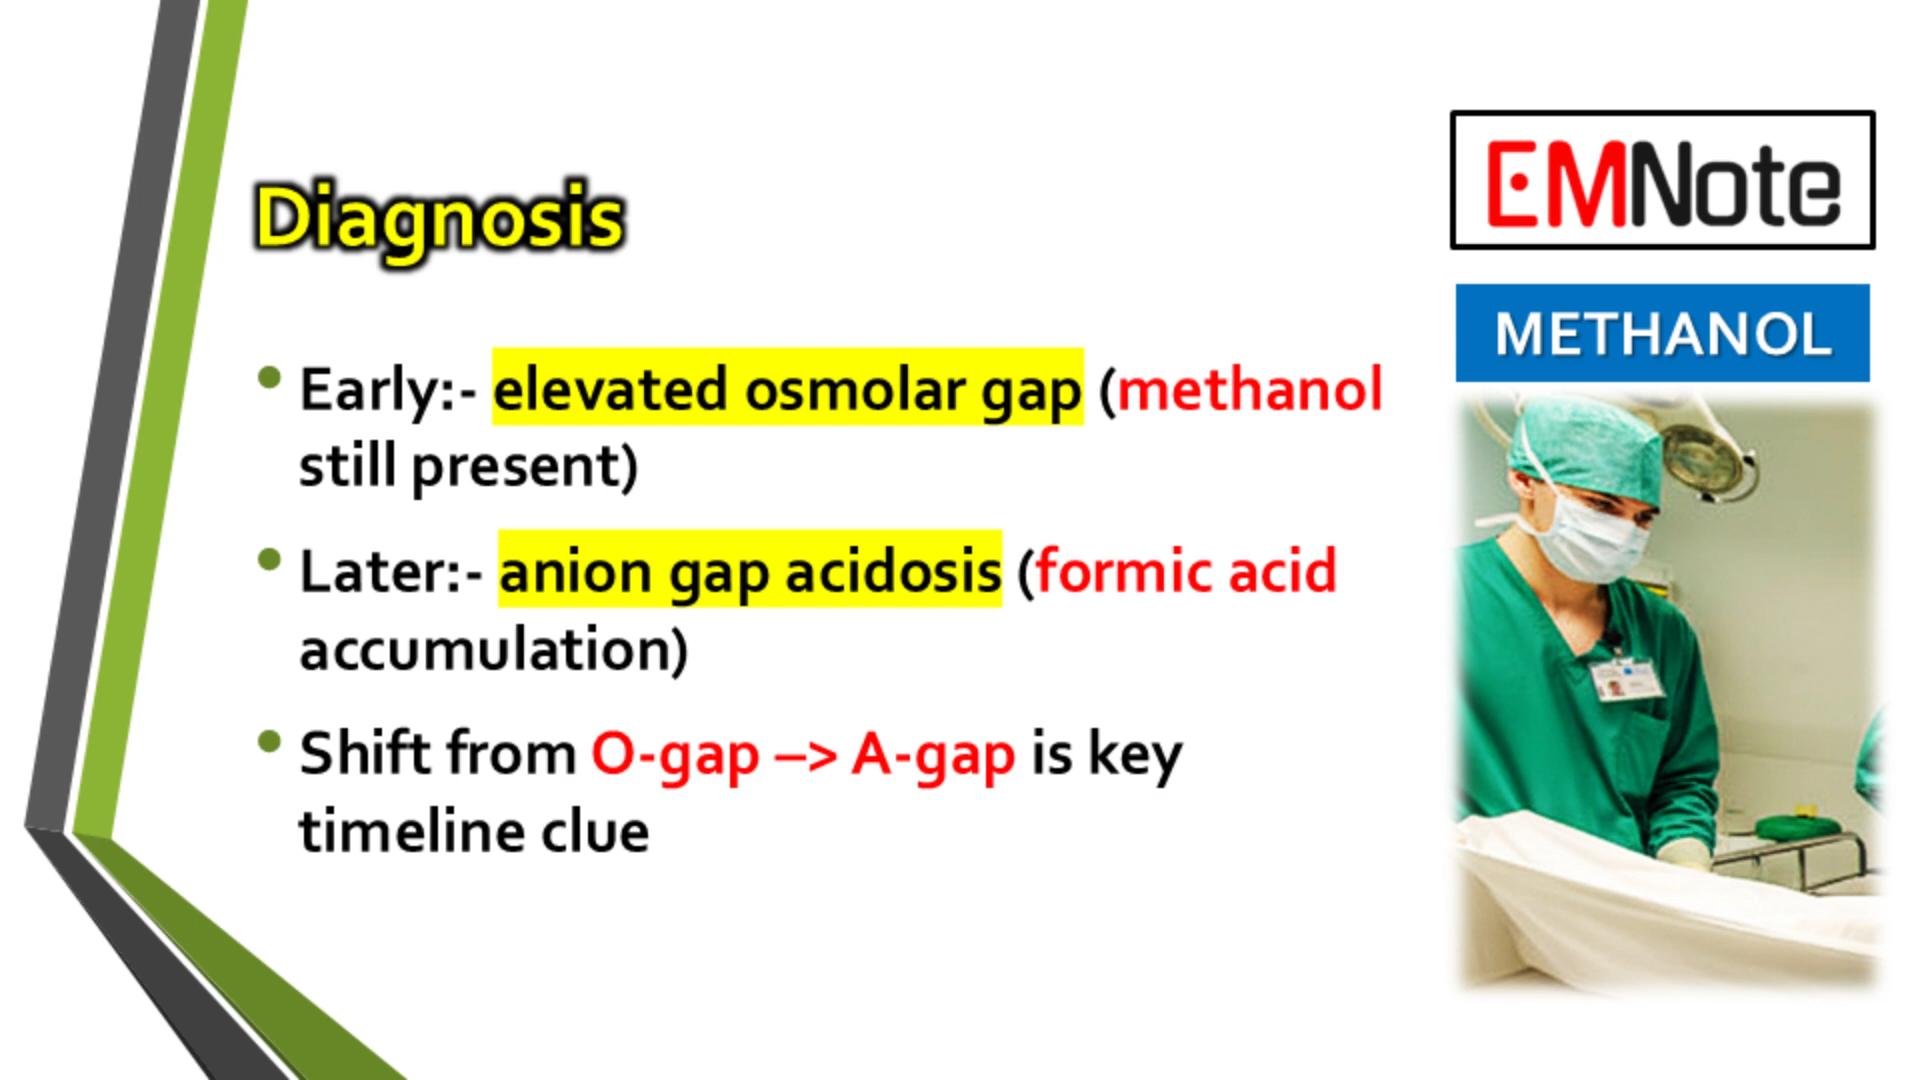 Diagnosis
• Early:- elevated osmolar gap (methanol
still present)
• Later:- anion gap acidosis (formic acid
accumulation)
• Shift from O-gap –> A-gap is key
timeline clue
EMNote
METHANOL